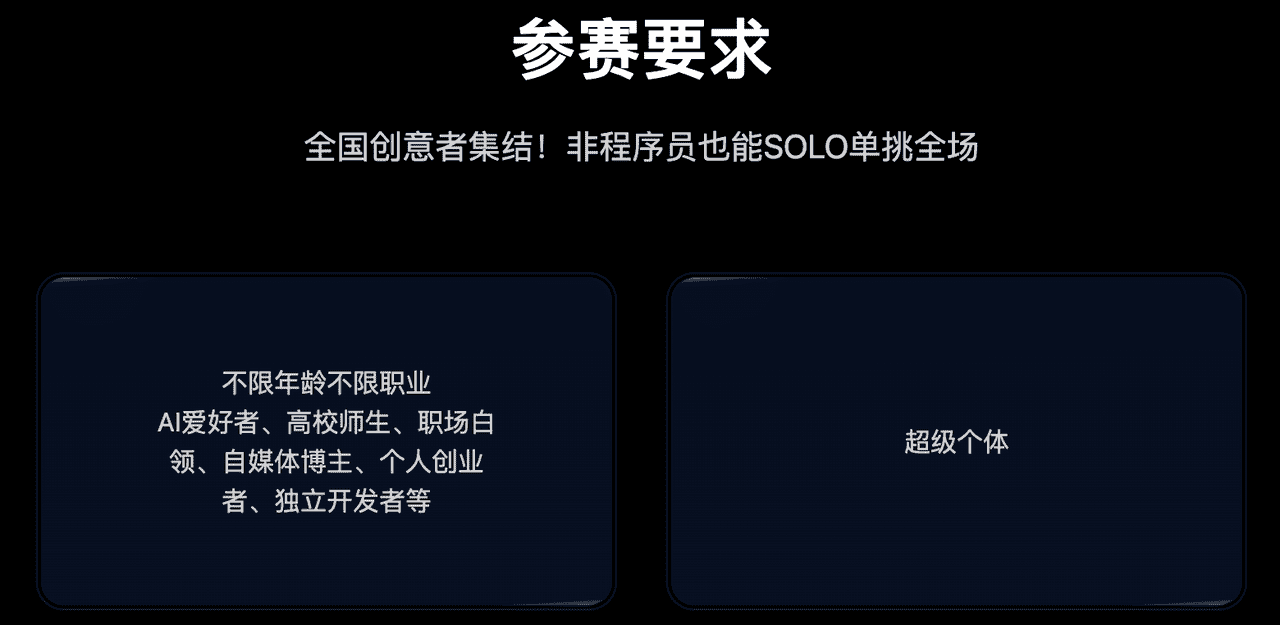 参赛要求
全国创意者集结！非程序员也能SOLO单挑全场
不限年龄不限职业
AI爱好者、高校师生、职场白
领、自媒体博主、个人创业
者、独立开发者等
超级个体